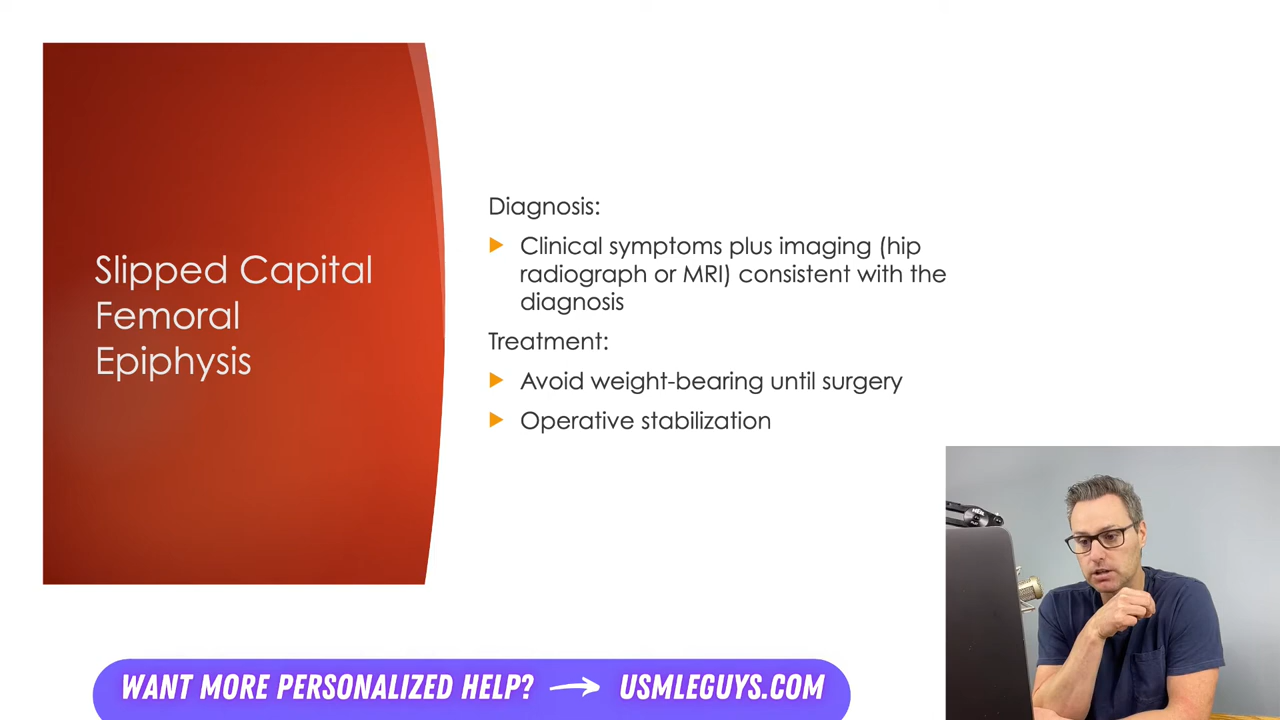 Slipped Capital
Femoral
Epiphysis
Diagnosis:
Clinical symptoms plus imaging (hip
radiograph or MRI) consistent with the
diagnosis
Treatment:
Avoid weight-bearing until surgery
Operative stabilization
WANT MORE PERSONALIZED HELP? → USMLEGUYS.COM